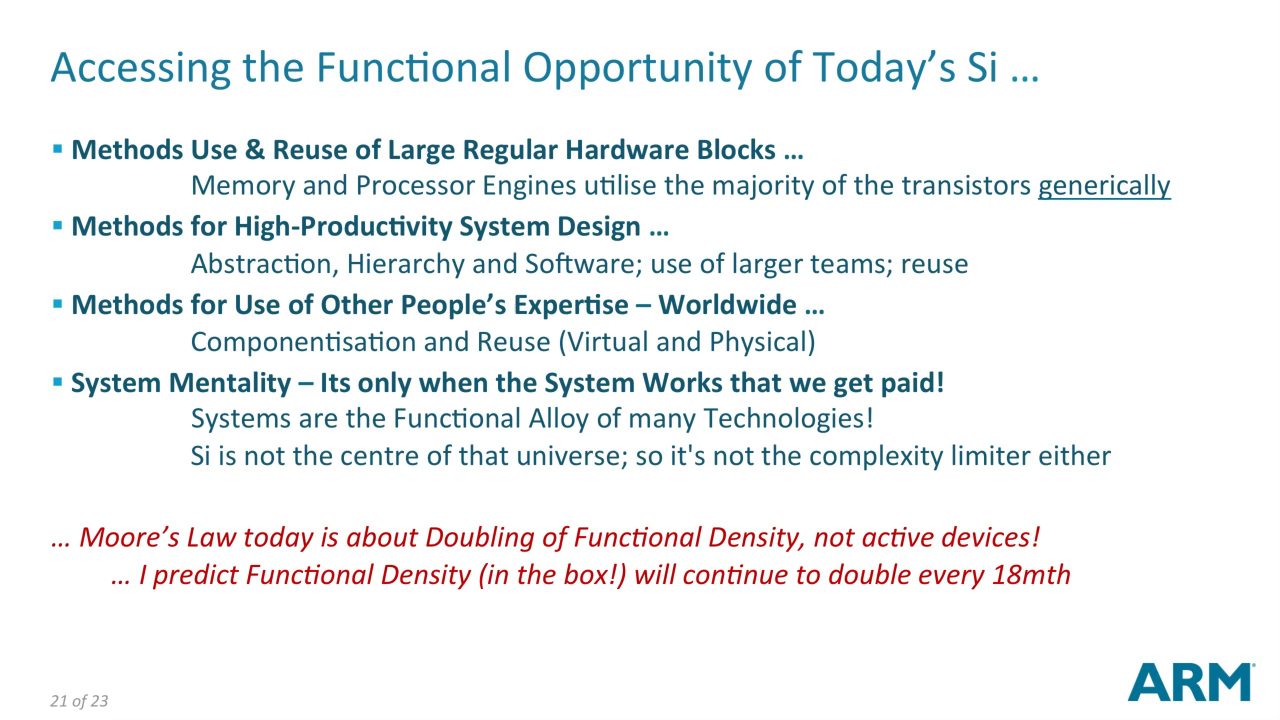 Accessing the Functional Opportunity of Today’s Si …
▪ Methods Use & Reuse of Large Regular Hardware Blocks …
Memory and Processor Engines utilise the majority of the transistors generically
▪ Methods for High-Productivity System Design …
Abstraction, Hierarchy and Software; use of larger teams; reuse
▪ Methods for Use of Other People’s Expertise – Worldwide …
Componentisation and Reuse (Virtual and Physical)
▪ System Mentality – Its only when the System Works that we get paid!
Systems are the Functional Alloy of many Technologies!
Si is not the centre of that universe; so it's not the complexity limiter either
… Moore’s Law today is about Doubling of Functional Density, not active devices!
… I predict Functional Density (in the box!) will continue to double every 18mth
21 of 23
ARM